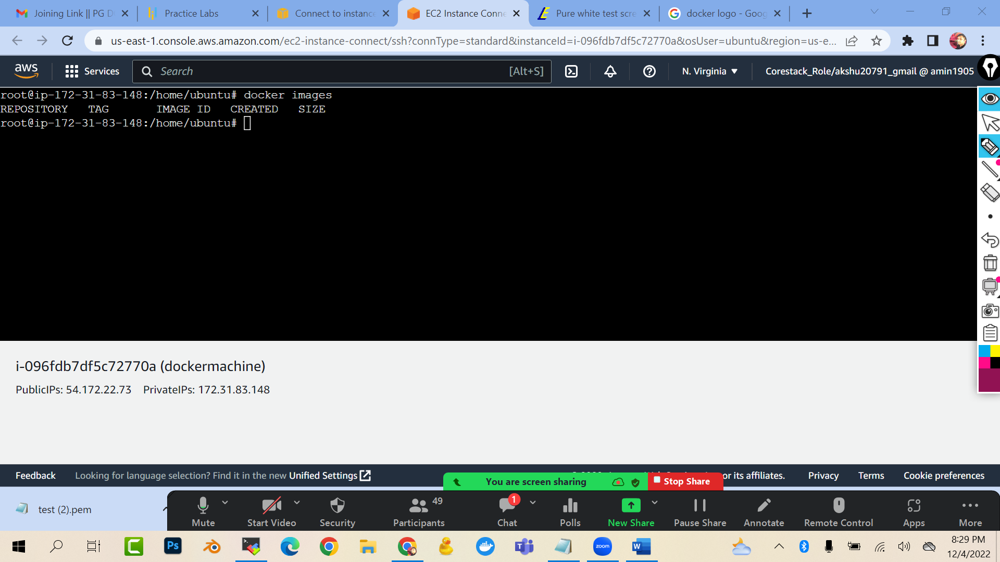 Joining Link || PG D
Practice Labs
Connect to instance
EC2 Instance Conne
Pure white test scre
docker logo - Goog
us-east-1.console.aws.amazon.com/ec2-instance-connect/ssh?connType=standard&instanceId=i-096fdb7df5c72770a&osUser=ubuntu&region=us-e...
aws
Services
Search
[Alt+S]
N. Virginia
Corestack_Role/akshu20791_gmail @ amin1905
root@ip-172-31-83-148:/home/ubuntu# docker images
REPOSITORY TAG IMAGE ID CREATED SIZE
root@ip-172-31-83-148:/home/ubuntu#
i-096fdb7df5c72770a (dockermachine)
PublicIPs: 54.172.22.73 PrivateIPs: 172.31.83.148
Feedback
Looking for language selection? Find it in the new Unified Settings
or its affiliates.
Privacy
Terms
Cookie preferences
You are screen sharing
Stop Share
test (2).pem
Mute
Start Video
Security
49
Participants
1
Chat
Polls
New Share
Pause Share
Annotate
Remote Control
Apps
More
Ps
zoom
W
8:29 PM
12/4/2022